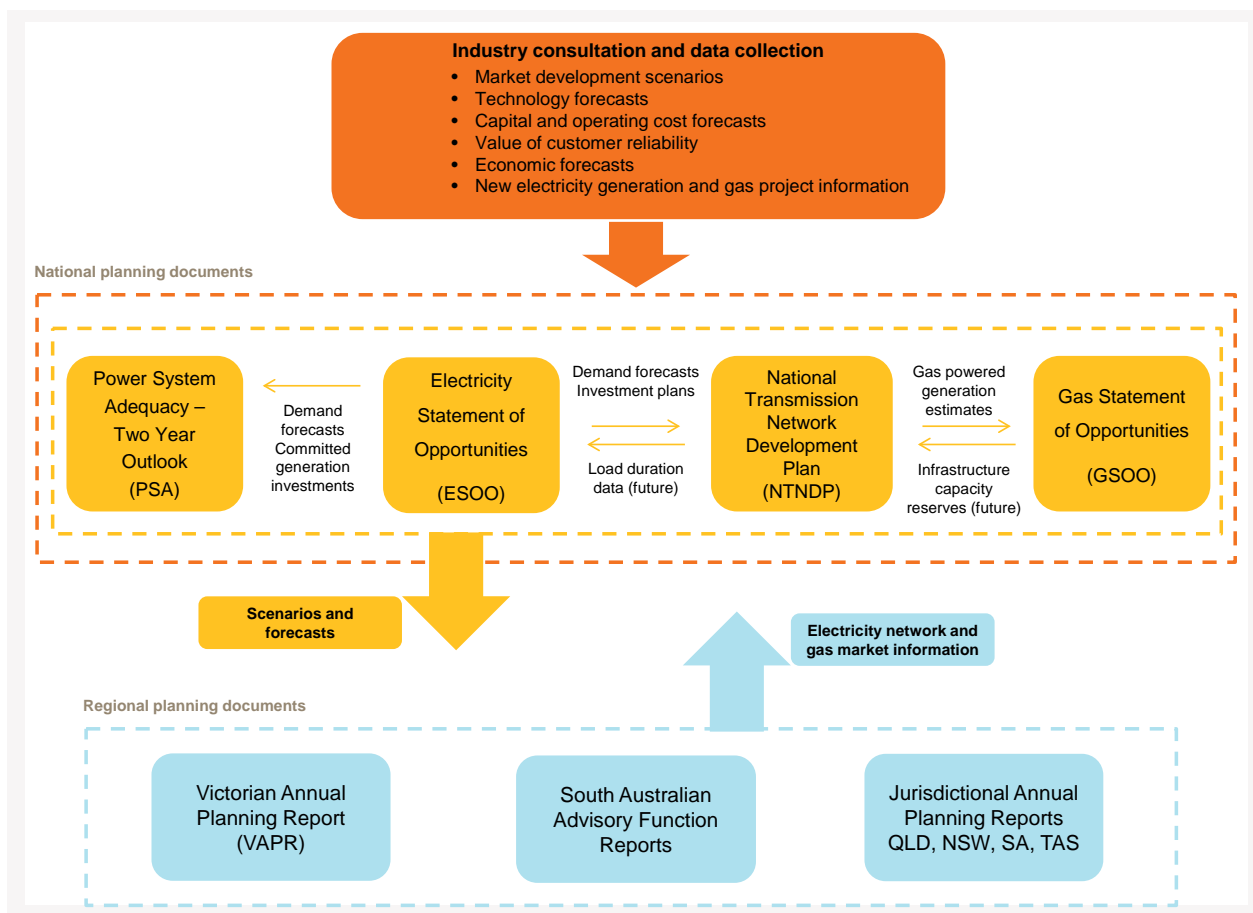 Industry consultation and data collection
• Market development scenarios
• Technology forecasts
• Capital and operating cost forecasts
• Value of customer reliability
• Economic forecasts
• New electricity generation and gas project information
National planning documents
Power System
Adequacy –
Two Year
Outlook
(PSA)
Demand
forecasts
Committed
generation
investments
Electricity
Statement of
Opportunities
(ESOO)
Demand forecasts
Investment plans
Load duration
data (future)
National
Transmission
Network
Development
Plan
(NTNDP)
Gas powered
generation
estimates
Infrastructure
capacity
reserves (future)
Gas Statement
of Opportunities
(GSOO)
Scenarios and
forecasts
Electricity network and
gas market information
Regional planning documents
Victorian Annual
Planning Report
(VAPR)
South Australian
Advisory Function
Reports
Jurisdictional Annual
Planning Reports
QLD, NSW, SA, TAS